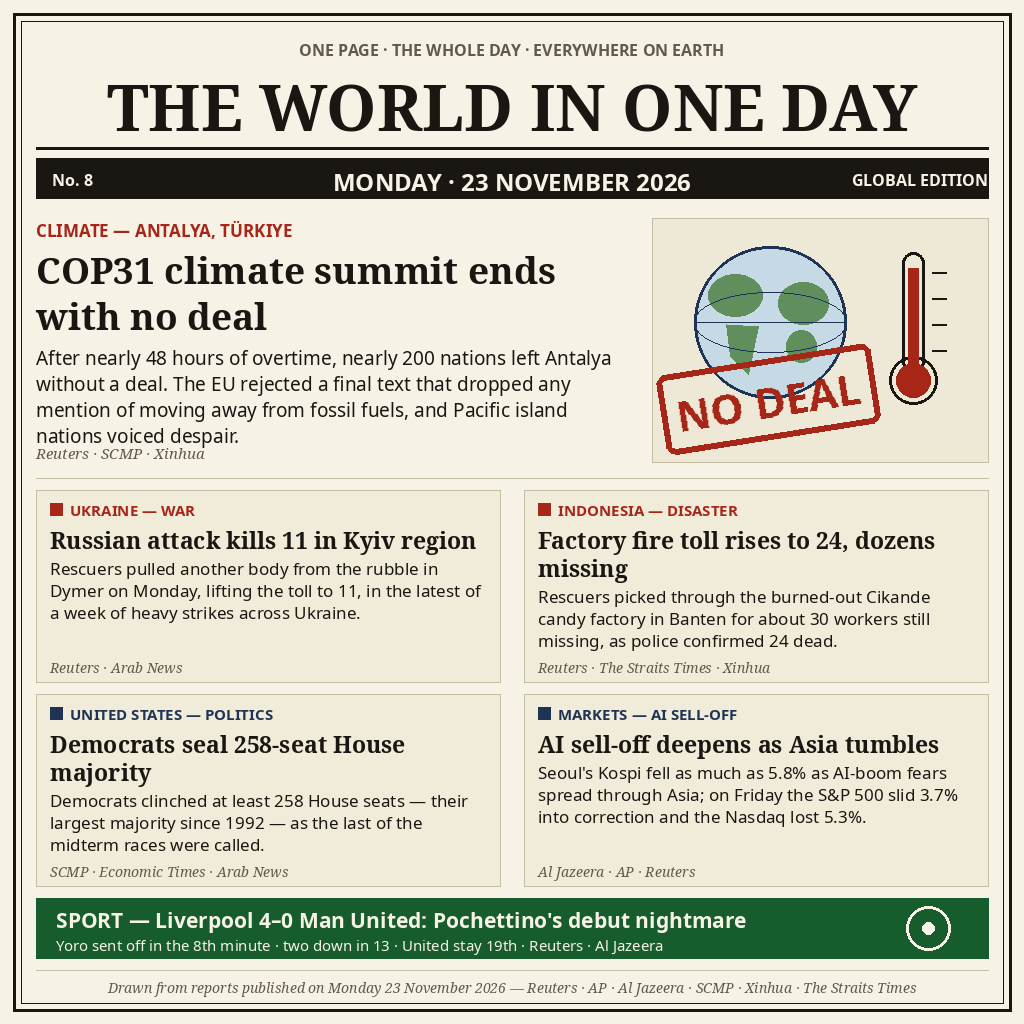 ONE PAGE · THE WHOLE DAY · EVERYWHERE ON EARTH
THE WORLD IN ONE DAY
No. 8
MONDAY · 23 NOVEMBER 2026
GLOBAL EDITION
CLIMATE — ANTALYA, TÜRKIYE
COP31 climate summit ends
with no deal
After nearly 48 hours of overtime, nearly 200 nations left Antalya
without a deal. The EU rejected a final text that dropped any
mention of moving away from fossil fuels, and Pacific island
nations voiced despair.
Reuters · SCMP · Xinhua
NO DEAL
UKRAINE — WAR
Russian attack kills 11 in Kyiv region
Rescuers pulled another body from the rubble in
Dymer on Monday, lifting the toll to 11, in the latest of
a week of heavy strikes across Ukraine.
Reuters · Arab News
INDONESIA — DISASTER
Factory fire toll rises to 24, dozens
missing
Rescuers picked through the burned-out Cikande
candy factory in Banten for about 30 workers still
missing, as police confirmed 24 dead.
Reuters · The Straits Times · Xinhua
UNITED STATES — POLITICS
Democrats seal 258-seat House
majority
Democrats clinched at least 258 House seats — their
largest majority since 1992 — as the last of the
midterm races were called.
SCMP · Economic Times · Arab News
MARKETS — AI SELL-OFF
AI sell-off deepens as Asia tumbles
Seoul's Kospi fell as much as 5.8% as AI-boom fears
spread through Asia; on Friday the S&P 500 slid 3.7%
into correction and the Nasdaq lost 5.3%.
Al Jazeera · AP · Reuters
SPORT — Liverpool 4–0 Man United: Pochettino's debut nightmare
Yoro sent off in the 8th minute · two down in 13 · United stay 19th · Reuters · Al Jazeera
Drawn from reports published on Monday 23 November 2026 — Reuters · AP · Al Jazeera · SCMP · Xinhua · The Straits Times